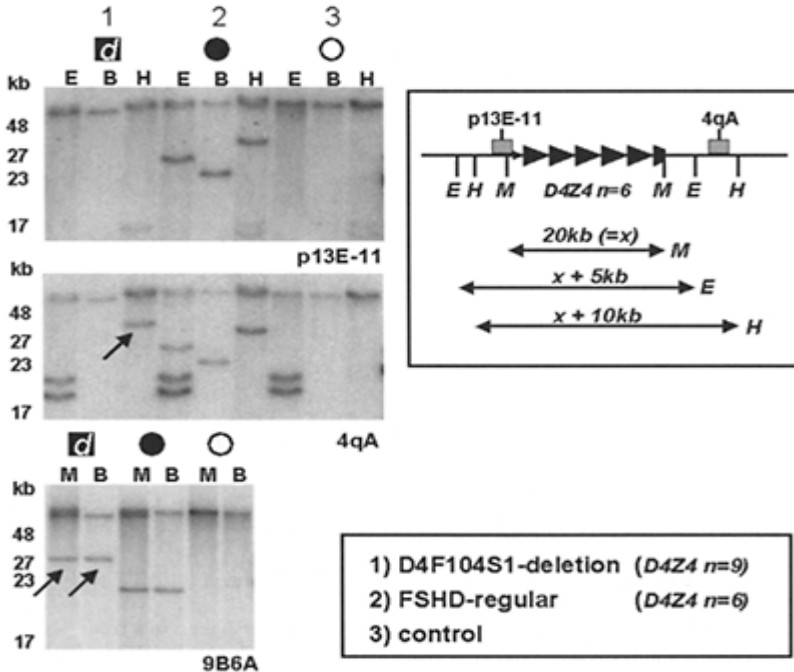 1 2 3
d
E B H E B H E B H
kb
48
27
23
17
p13E-11
48
27
23
17
4qA
d
M B M B M B
kb
48
27
23
17
9B6A
p13E-11 4qA
E H M D4Z4 n=6 M E H
20kb (=x) M
x + 5kb E
x + 10kb H
1) D4F104S1-deletion (D4Z4 n=9)
2) FSHD-regular (D4Z4 n=6)
3) control